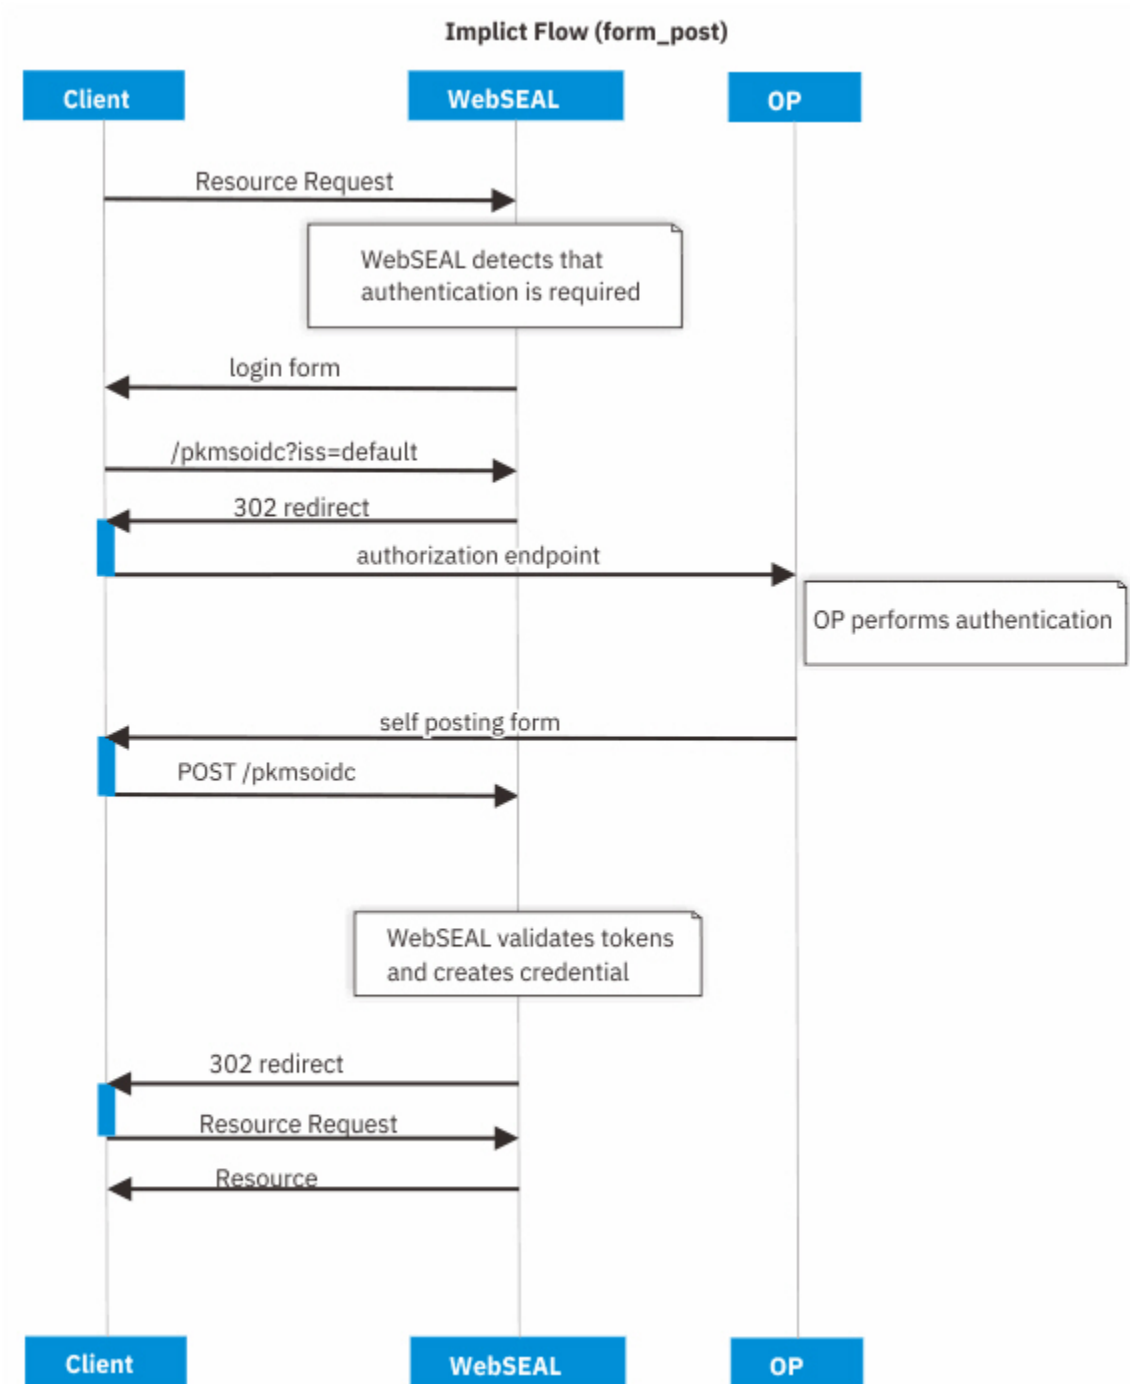 Implict Flow (form_post)
Client
WebSEAL
OP
Resource Request
WebSEAL detects that
authentication is required
login form
/pkmsoidc?iss=default
302 redirect
authorization endpoint
OP performs authentication
self posting form
POST /pkmsoidc
WebSEAL validates tokens
and creates credential
302 redirect
Resource Request
Resource
Client
WebSEAL
OP